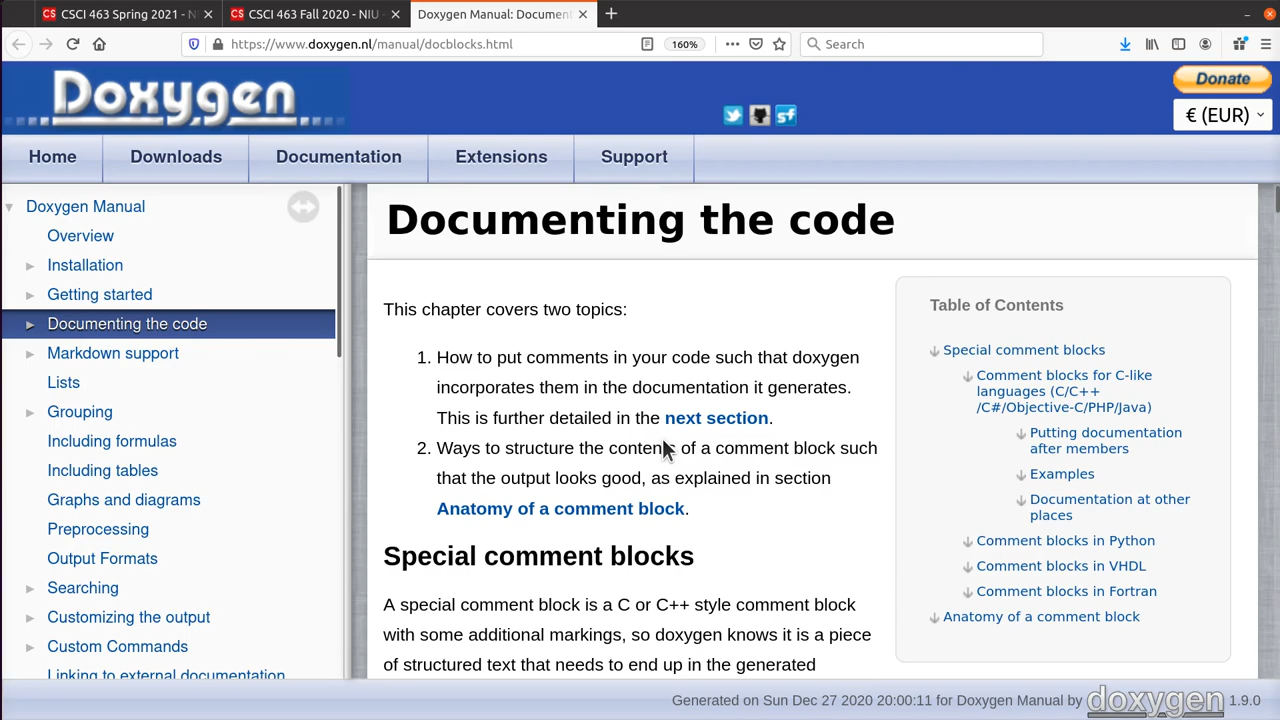 CSCI 463 Spring 2021 - N
CSCI 463 Fall 2020 - NIU -
Doxygen Manual: Documen
https://www.doxygen.nl/manual/docblocks.html
160%
Search
Doxygen
Donate
€ (EUR)
Home
Downloads
Documentation
Extensions
Support
Doxygen Manual
Overview
Installation
Getting started
Documenting the code
Markdown support
Lists
Grouping
Including formulas
Including tables
Graphs and diagrams
Preprocessing
Output Formats
Searching
Customizing the output
Custom Commands
Linking to external documentation
Documenting the code
This chapter covers two topics:
1. How to put comments in your code such that doxygen
incorporates them in the documentation it generates.
This is further detailed in the next section.
2. Ways to structure the contents of a comment block such
that the output looks good, as explained in section
Anatomy of a comment block.
Special comment blocks
A special comment block is a C or C++ style comment block
with some additional markings, so doxygen knows it is a piece
of structured text that needs to end up in the generated
Table of Contents
Special comment blocks
Comment blocks for C-like
languages (C/C++
/C#/Objective-C/PHP/Java)
Putting documentation
after members
Examples
Documentation at other
places
Comment blocks in Python
Comment blocks in VHDL
Comment blocks in Fortran
Anatomy of a comment block
Generated on Sun Dec 27 2020 20:00:11 for Doxygen Manual by doxygen 1.9.0